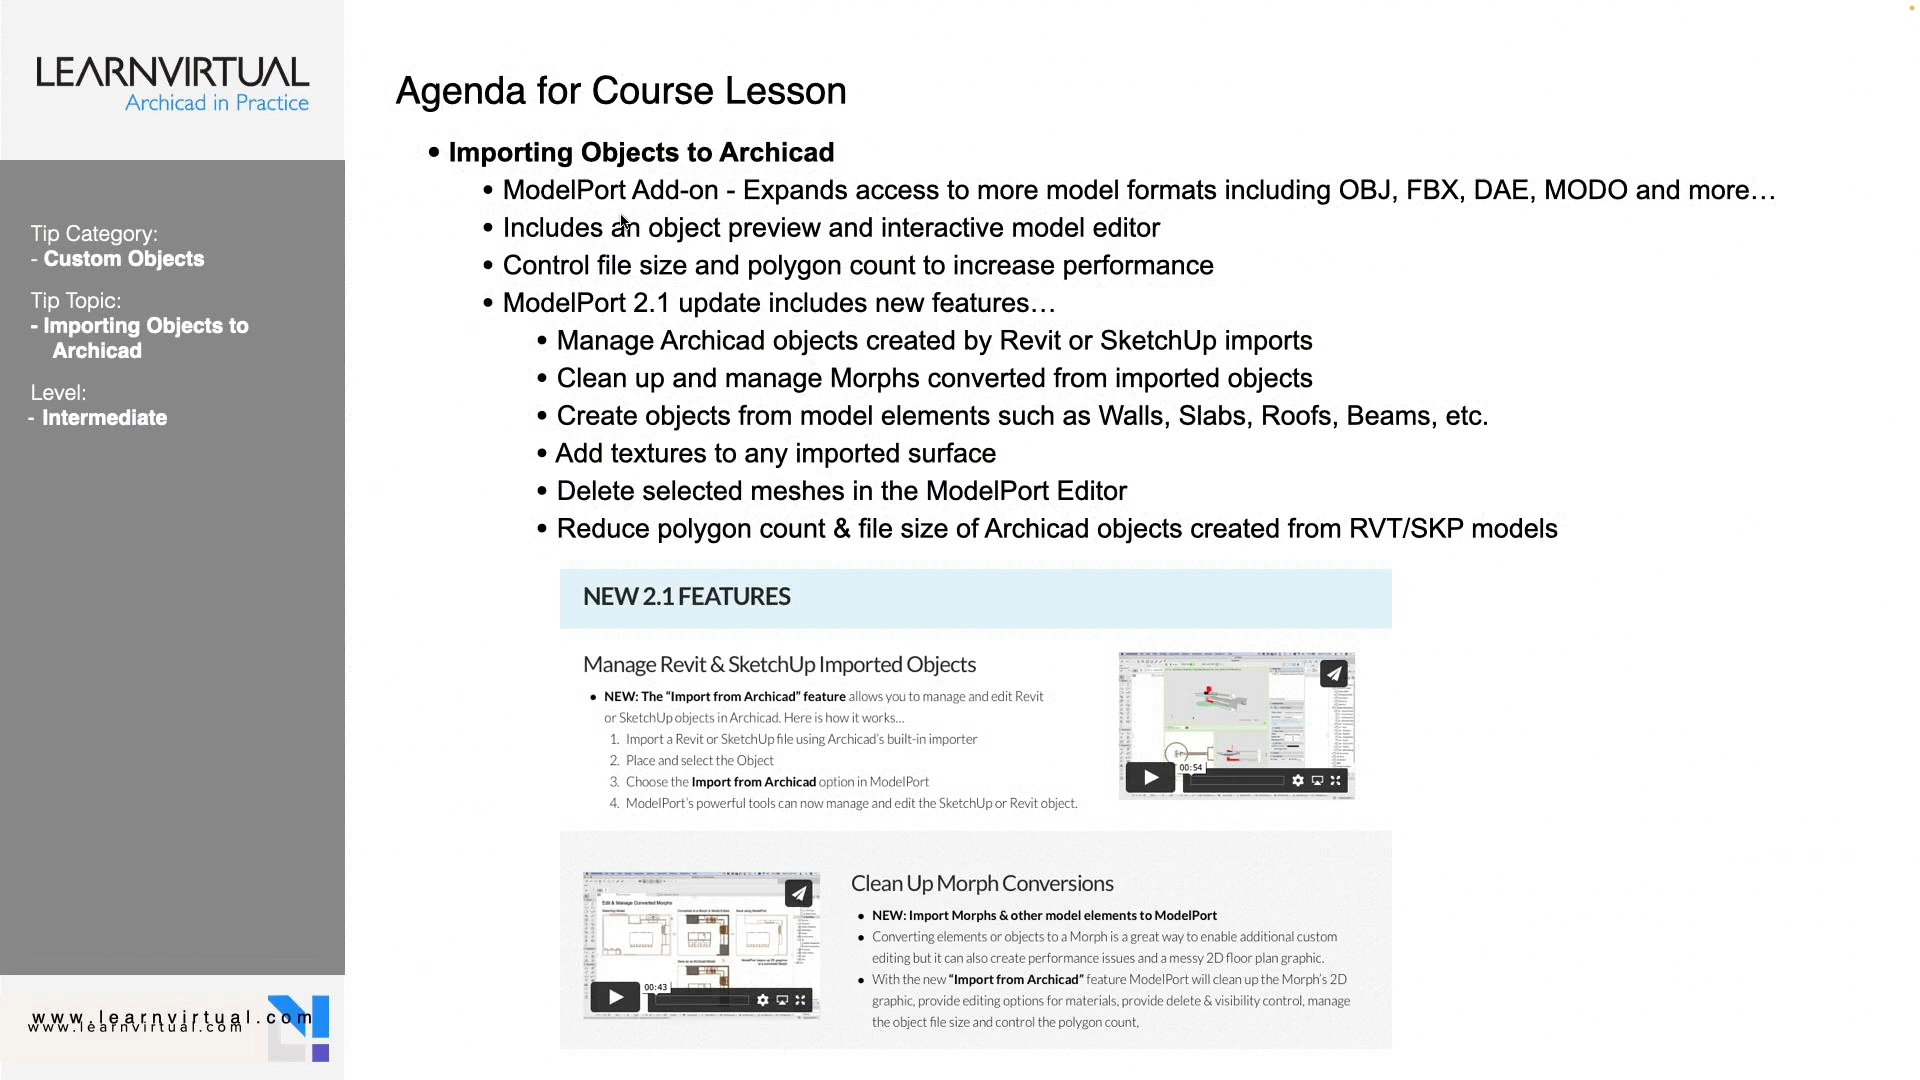 LEARNVIRTUAL
Archicad in Practice
Tip Category:
- Custom Objects
Tip Topic:
- Importing Objects to
Archicad
Level:
- Intermediate
www.learnvirtual.com
www.learnvirtual.com
Agenda for Course Lesson
• Importing Objects to Archicad
• ModelPort Add-on - Expands access to more model formats including OBJ, FBX, DAE, MODO and more…
• Includes an object preview and interactive model editor
• Control file size and polygon count to increase performance
• ModelPort 2.1 update includes new features…
• Manage Archicad objects created by Revit or SketchUp imports
• Clean up and manage Morphs converted from imported objects
• Create objects from model elements such as Walls, Slabs, Roofs, Beams, etc.
• Add textures to any imported surface
• Delete selected meshes in the ModelPort Editor
• Reduce polygon count & file size of Archicad objects created from RVT/SKP models
NEW 2.1 FEATURES
Manage Revit & SketchUp Imported Objects
• NEW: The “Import from Archicad” feature allows you to manage and edit Revit
or SketchUp objects in Archicad. Here is how it works…
1. Import a Revit or SketchUp file using Archicad's built-in importer
2. Place and select the Object
3. Choose the Import from Archicad option in ModelPort
4. ModelPort's powerful tools can now manage and edit the SketchUp or Revit object.
00:54
Edit & Manage Converted Morphs
00:43
Clean Up Morph Conversions
• NEW: Import Morphs & other model elements to ModelPort
• Converting elements or objects to a Morph is a great way to enable additional custom
editing but it can also create performance issues and a messy 2D floor plan graphic.
• With the new “Import from Archicad” feature ModelPort will clean up the Morph's 2D
graphic, provide editing options for materials, provide delete & visibility control, manage
the object file size and control the polygon count,